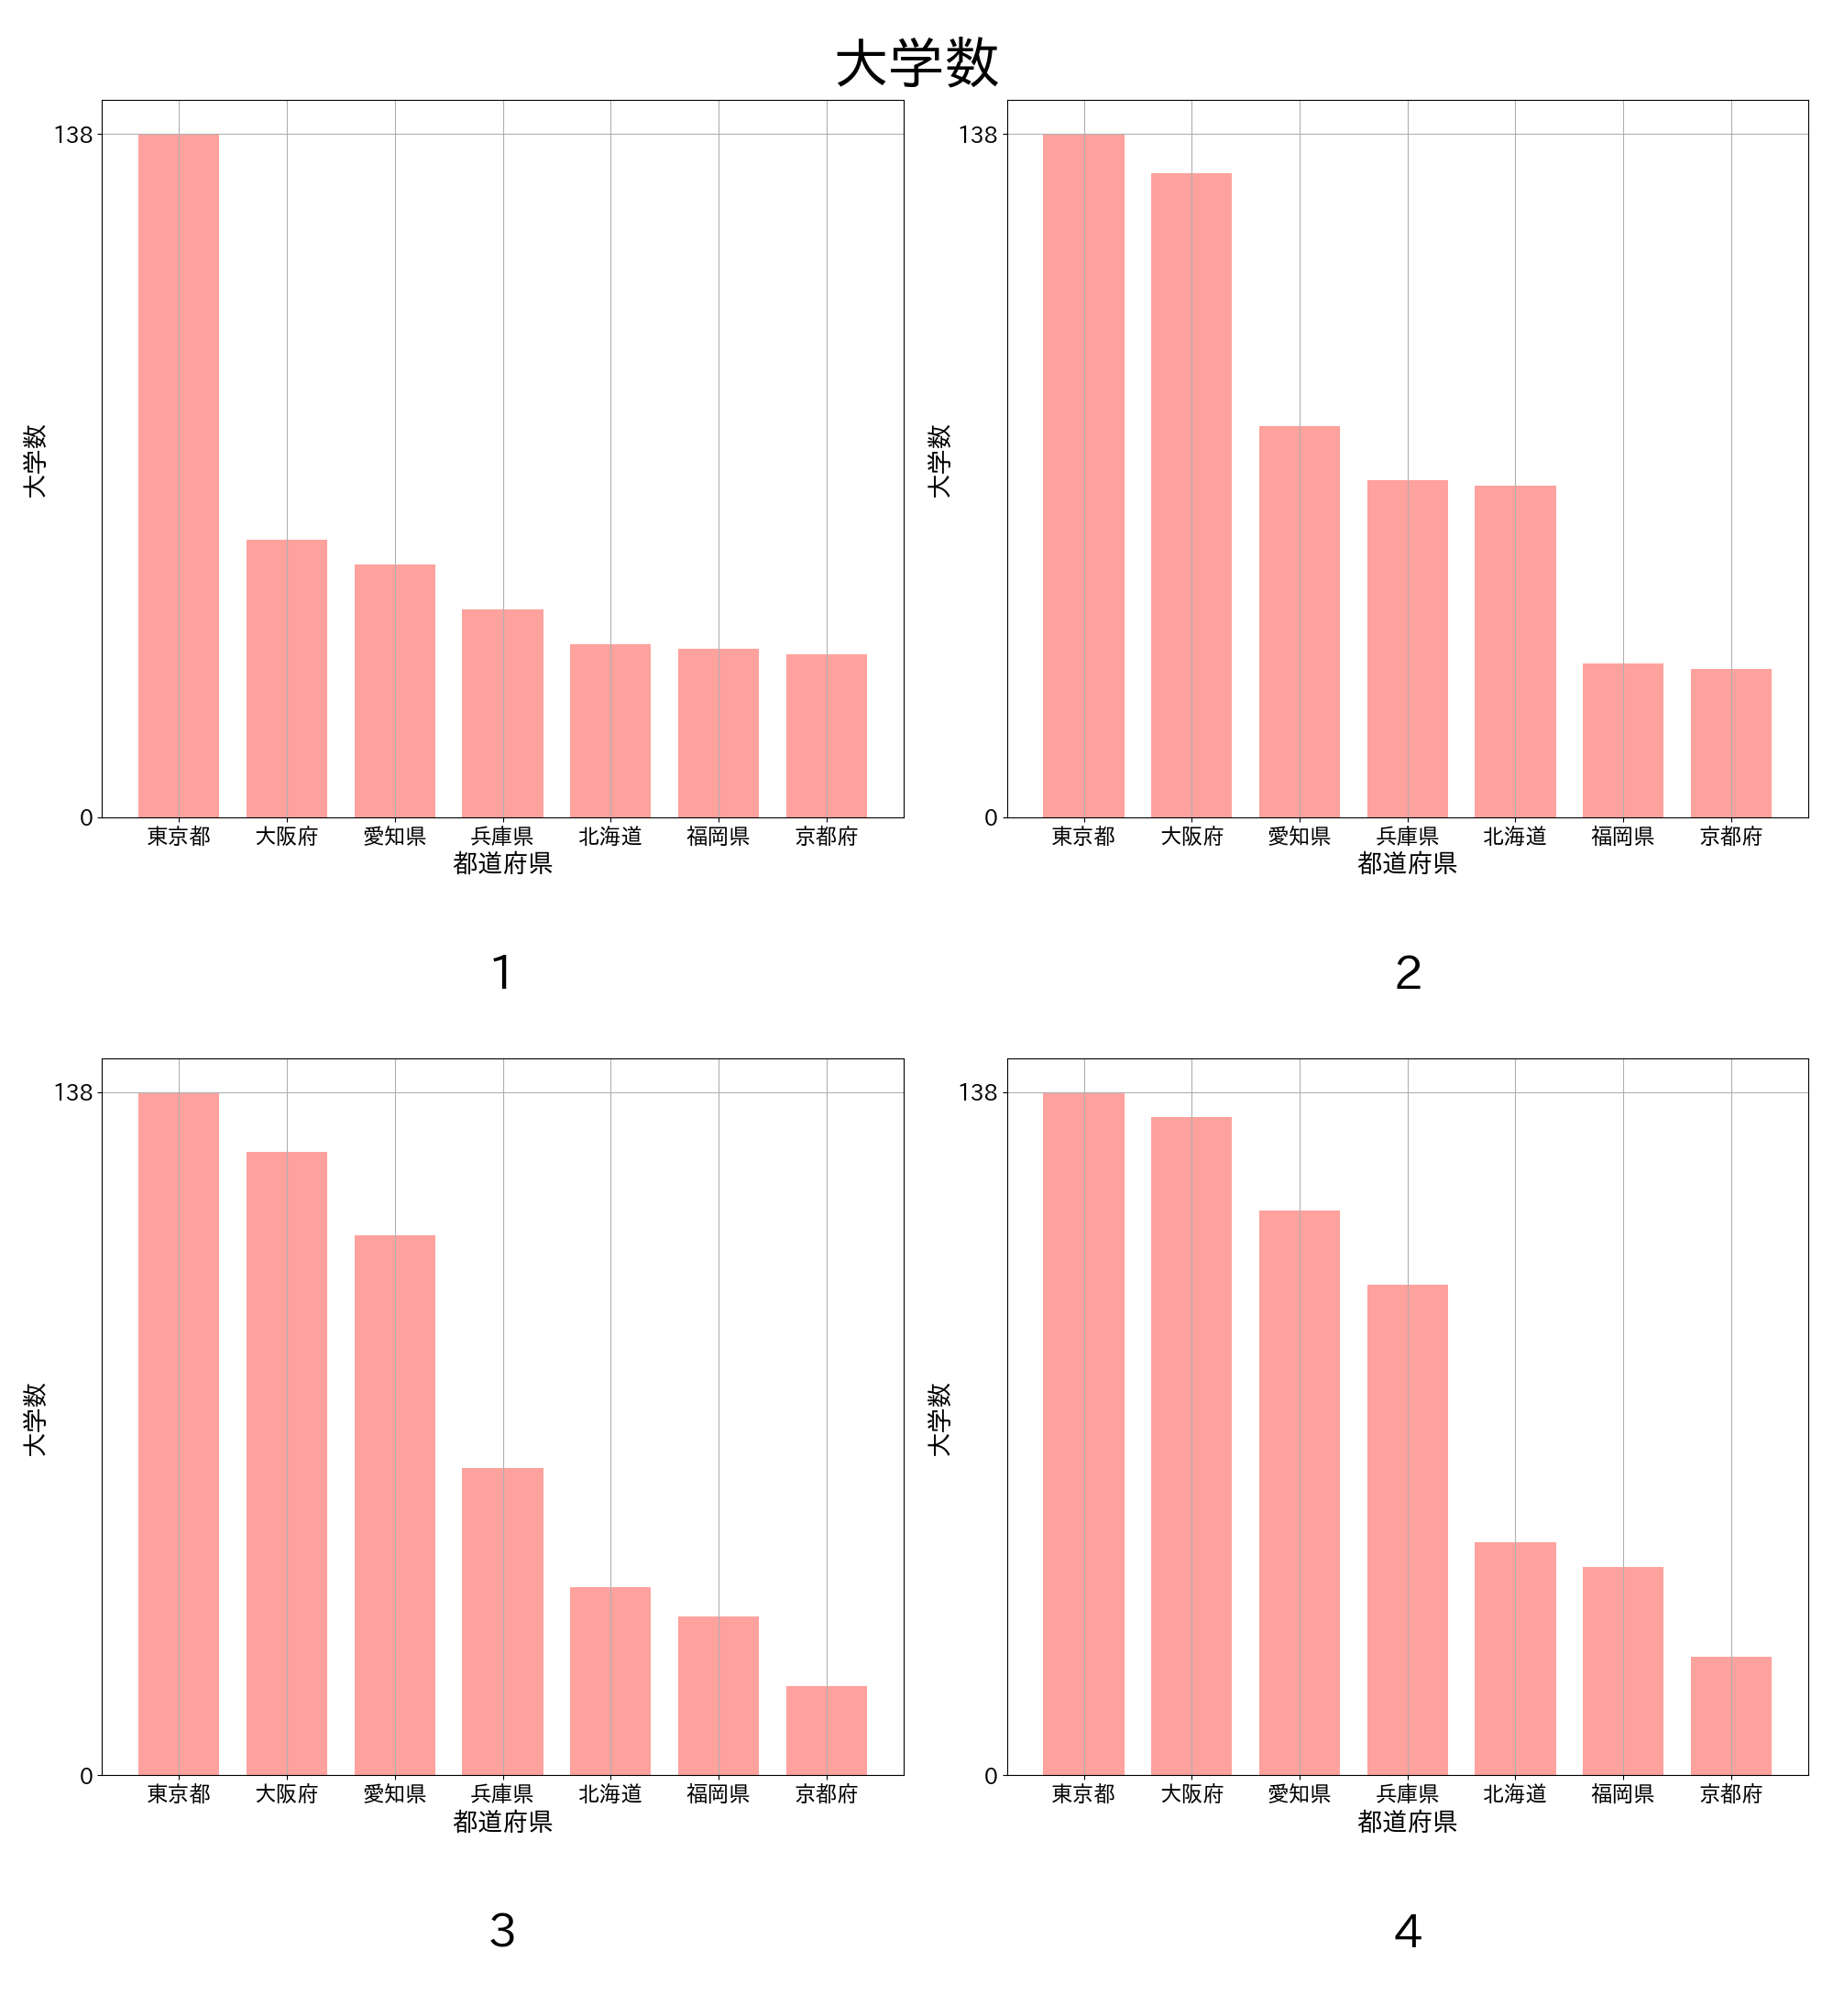 大学数
138
0
大学数
東京都 大阪府 愛知県 兵庫県 北海道 福岡県 京都府
都道府県
1
138
0
大学数
東京都 大阪府 愛知県 兵庫県 北海道 福岡県 京都府
都道府県
2
138
0
大学数
東京都 大阪府 愛知県 兵庫県 北海道 福岡県 京都府
都道府県
3
138
0
大学数
東京都 大阪府 愛知県 兵庫県 北海道 福岡県 京都府
都道府県
4